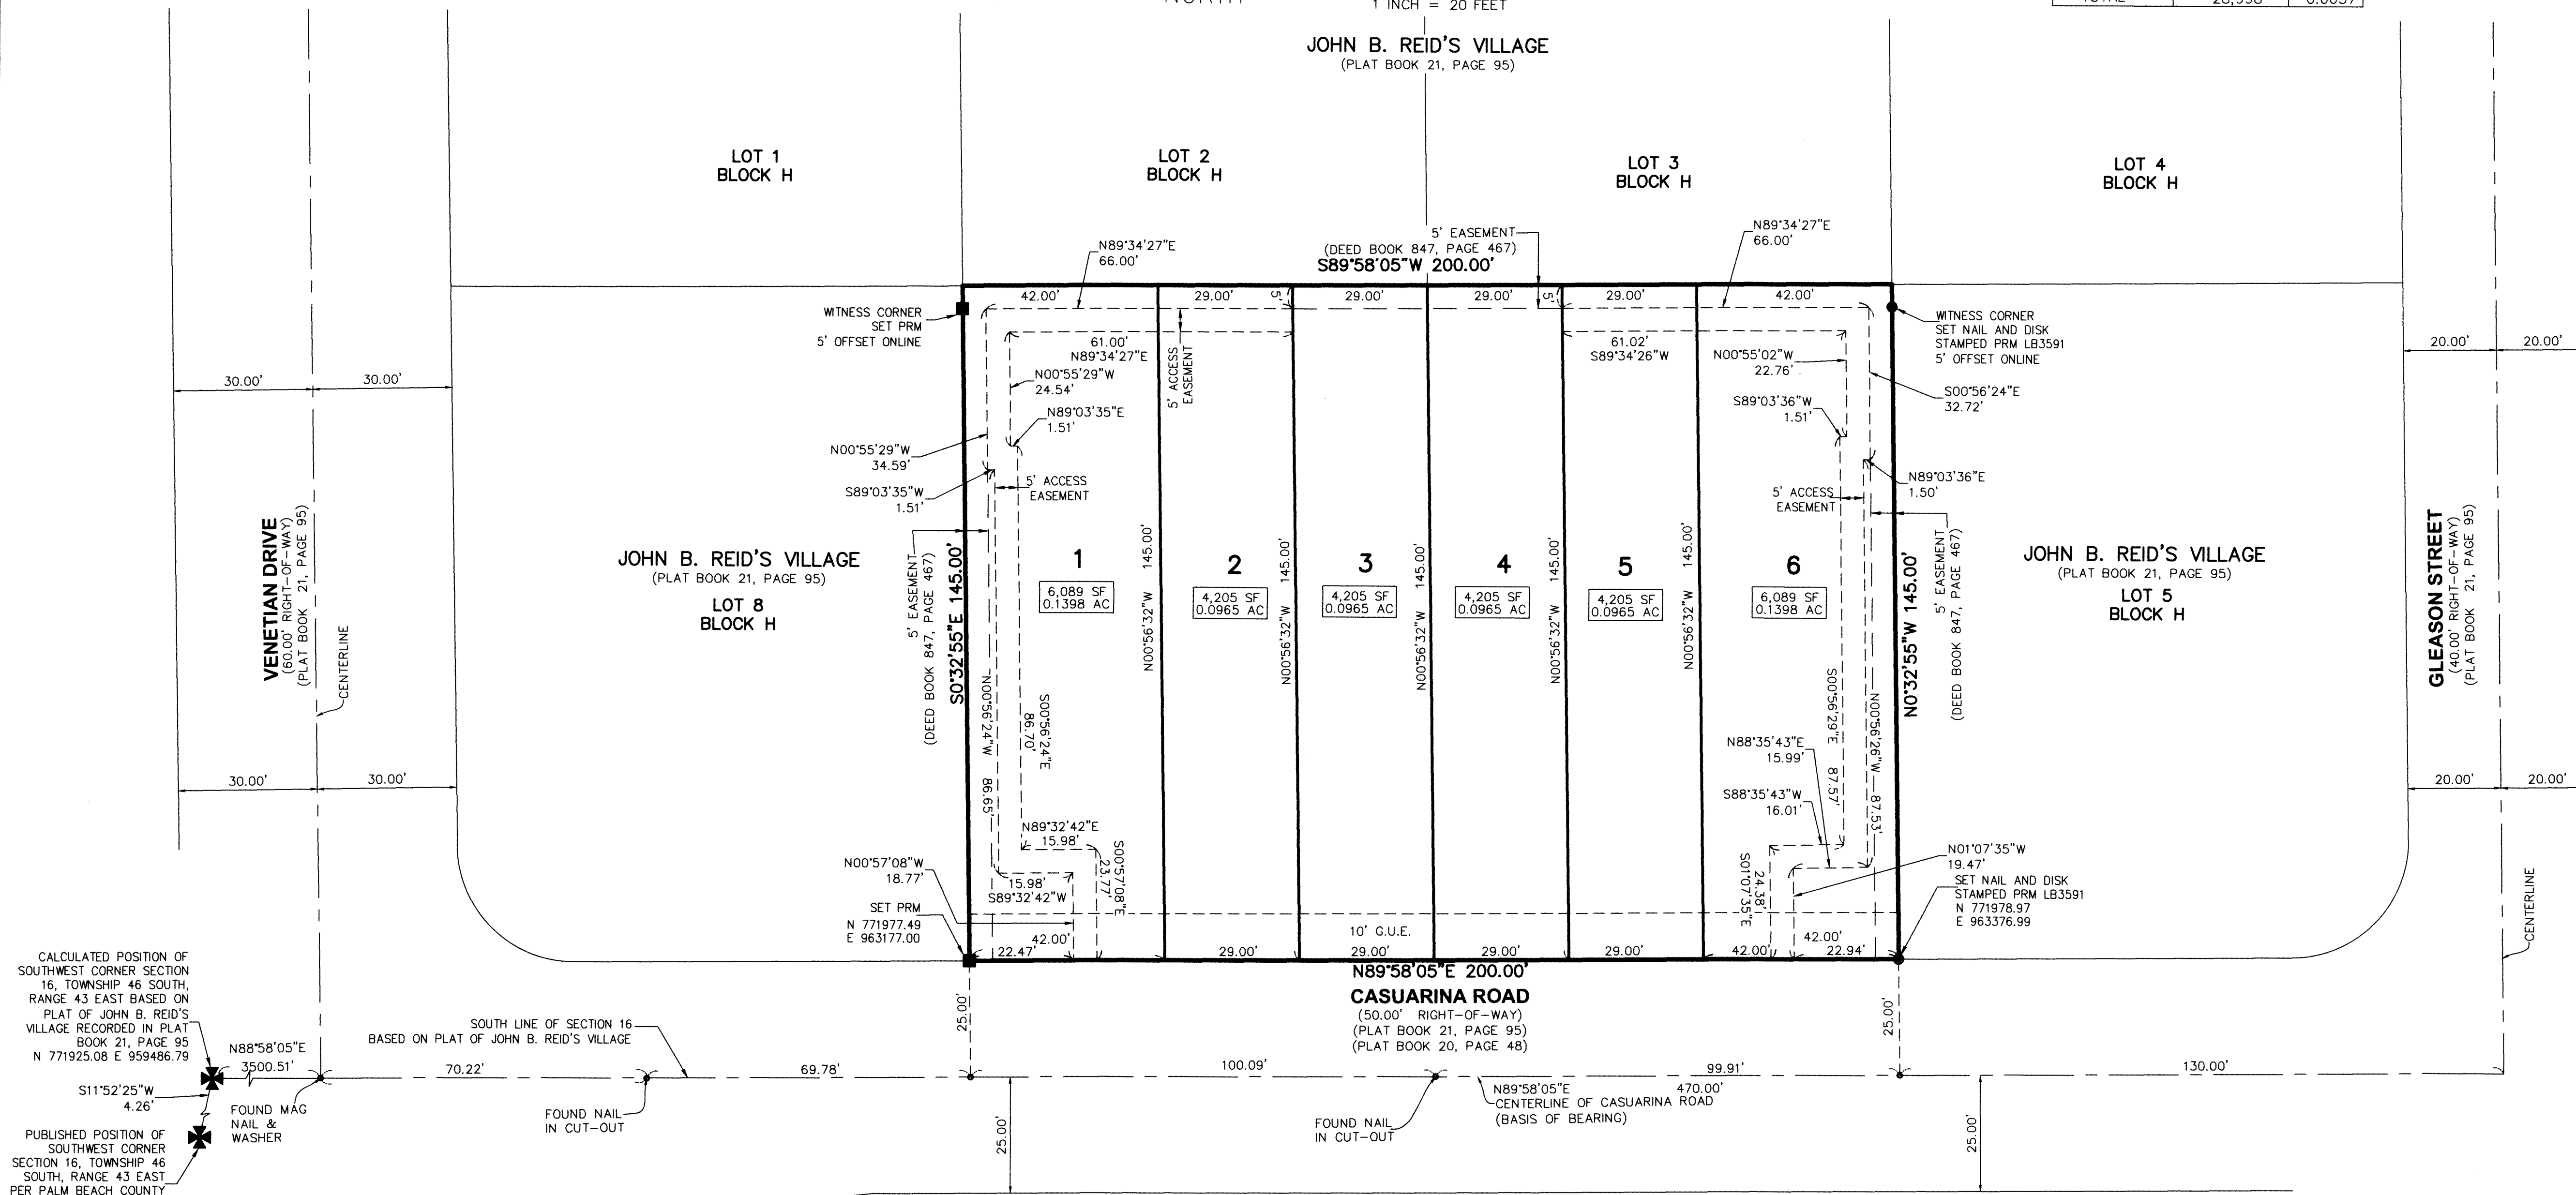 1 INCH = 20 FEET
JOHN B. REID'S VILLAGE
(PLAT BOOK 21, PAGE 95)
LOT 1
BLOCK H
LOT 2
BLOCK H
LOT 3
BLOCK H
LOT 4
BLOCK H
5' EASEMENT
(DEED BOOK 847, PAGE 467)
S89°58'05"W 200.00'
N89°34'27"E
66.00'
N89°34'27"E
66.00'
42.00'
29.00'
5'
29.00'
29.00'
5'
29.00'
42.00'
WITNESS CORNER
SET PRM
5' OFFSET ONLINE
WITNESS CORNER
SET NAIL AND DISK
STAMPED PRM LB3591
5' OFFSET ONLINE
61.00'
N89°34'27"E
5' ACCESS
EASEMENT
61.02'
S89°34'26"W
N00°55'29"W
24.54'
N89°03'35"E
1.51'
N00°55'02"W
22.76'
S89°03'36"W
1.51'
S00°56'24"E
32.72'
30.00'
30.00'
20.00'
20.00'
N00°55'29"W
34.59'
S89°03'35"W
1.51'
5' ACCESS
EASEMENT
5' ACCESS
EASEMENT
N89°03'36"E
1.50'
VENETIAN DRIVE
(60.00' RIGHT-OF-WAY)
(PLAT BOOK 21, PAGE 95)
CENTERLINE
JOHN B. REID'S VILLAGE
(PLAT BOOK 21, PAGE 95)
LOT 8
BLOCK H
5' EASEMENT
(DEED BOOK 847, PAGE 467)
S0°32'55"E 145.00'
1
6,089 SF
0.1398 AC
N00°56'32"W 145.00'
2
4,205 SF
0.0965 AC
N00°56'32"W 145.00'
3
4,205 SF
0.0965 AC
N00°56'32"W 145.00'
4
4,205 SF
0.0965 AC
N00°56'32"W 145.00'
5
4,205 SF
0.0965 AC
N00°56'32"W 145.00'
6
6,089 SF
0.1398 AC
N0°32'55"W 145.00'
5' EASEMENT
(DEED BOOK 847, PAGE 467)
JOHN B. REID'S VILLAGE
(PLAT BOOK 21, PAGE 95)
LOT 5
BLOCK H
GLEASON STREET
(40.00' RIGHT-OF-WAY)
(PLAT BOOK 21, PAGE 95)
CENTERLINE
N00°56'24"W 86.65'
S00°56'24"E
86.70'
S00°56'29"E 87.57'
N00°56'26"W 87.53'
N88°35'43"E
15.99'
S88°35'43"W
16.01'
30.00'
30.00'
20.00'
20.00'
N89°32'42"E
15.98'
S00°57'08"E
23.77'
15.98'
S89°32'42"W
N00°57'08"W
18.77'
SET PRM
N 771977.49
E 963177.00
S01°07'35"E
24.38'
N01°07'35"W
19.47'
SET NAIL AND DISK
STAMPED PRM LB3591
N 771978.97
E 963376.99
10' G.U.E.
42.00'
22.47'
29.00'
29.00'
29.00'
29.00'
42.00'
42.00'
22.94'
N89°58'05"E 200.00'
CASUARINA ROAD
(50.00' RIGHT-OF-WAY)
(PLAT BOOK 21, PAGE 95)
(PLAT BOOK 20, PAGE 48)
25.00'
25.00'
CALCULATED POSITION OF
SOUTHWEST CORNER SECTION
16, TOWNSHIP 46 SOUTH,
RANGE 43 EAST BASED ON
PLAT OF JOHN B. REID'S
VILLAGE RECORDED IN PLAT
BOOK 21, PAGE 95
N 771925.08 E 959486.79
N88°58'05"E
3500.51'
SOUTH LINE OF SECTION 16
BASED ON PLAT OF JOHN B. REID'S VILLAGE
70.22'
69.78'
100.09'
99.91'
130.00'
S11°52'25"W
4.26'
FOUND MAG
NAIL &
WASHER
FOUND NAIL
IN CUT-OUT
FOUND NAIL
IN CUT-OUT
N89°58'05"E 470.00'
CENTERLINE OF CASUARINA ROAD
(BASIS OF BEARING)
25.00'
25.00'
PUBLISHED POSITION OF
SOUTHWEST CORNER
SECTION 16, TOWNSHIP 46
SOUTH, RANGE 43 EAST
PER PALM BEACH COUNTY